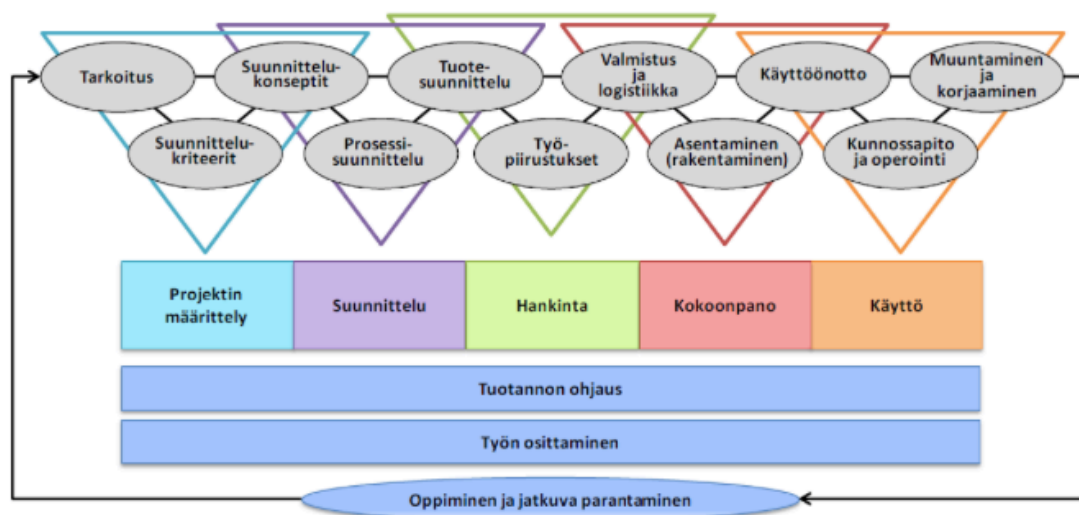 Tarkoitus
Suunnittelu-
konseptit
Tuote-
suunnittelu
Valmistus
ja
logistiikka
Käyttöönotto
Muuntaminen
ja
korjaaminen
Suunnittelu-
kriteerit
Prosessi-
suunnittelu
Työ-
piirustukset
Asentaminen
(rakentaminen)
Kunnossapito
ja operointi
Projektin
määrittely
Suunnittelu
Hankinta
Kokoonpano
Käyttö
Tuotannon ohjaus
Työn osittaminen
Oppiminen ja jatkuva parantaminen